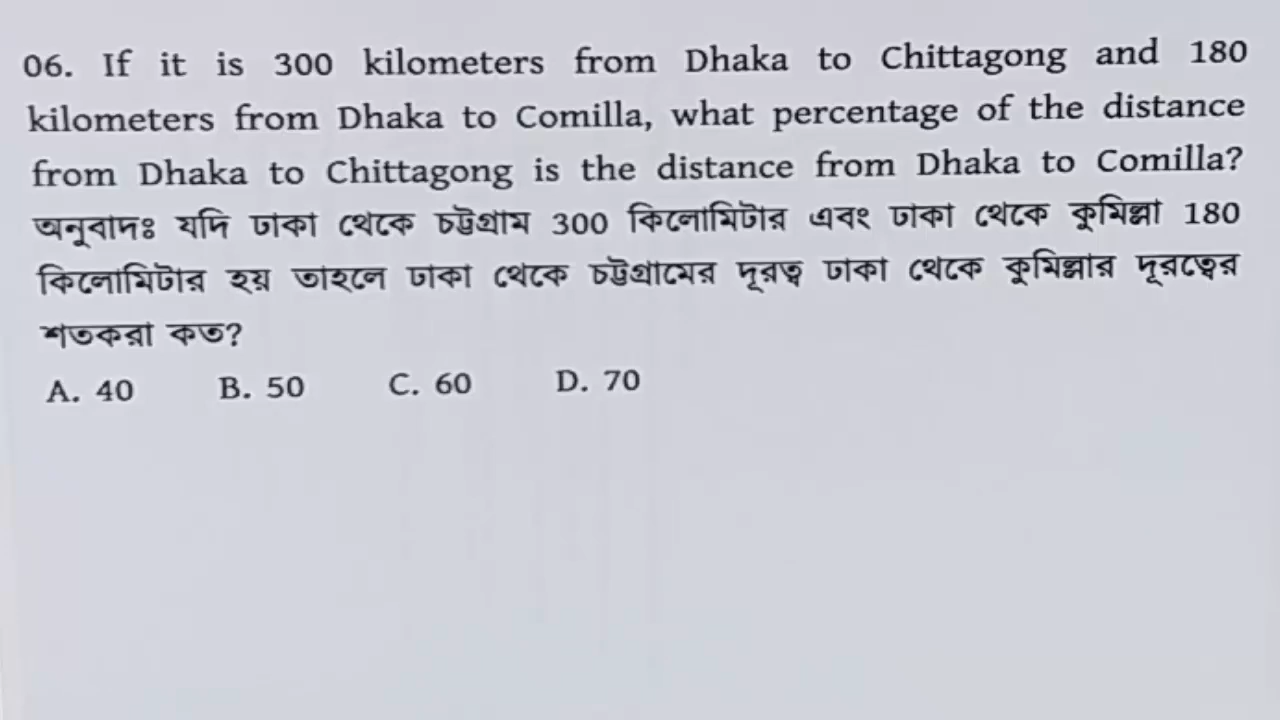 06. If it is 300 kilometers from Dhaka to Chittagong and 180
kilometers from Dhaka to Comilla, what percentage of the distance
from Dhaka to Chittagong is the distance from Dhaka to Comilla?
অনুবাদঃ যদি ঢাকা থেকে চট্টগ্রাম 300 কিলোমিটার এবং ঢাকা থেকে কুমিল্লা 180
কিলোমিটার হয় তাহলে ঢাকা থেকে চট্টগ্রামের দূরত্ব ঢাকা থেকে কুমিল্লার দূরত্বের
শতকরা কত?
A. 40 B. 50 C. 60 D. 70